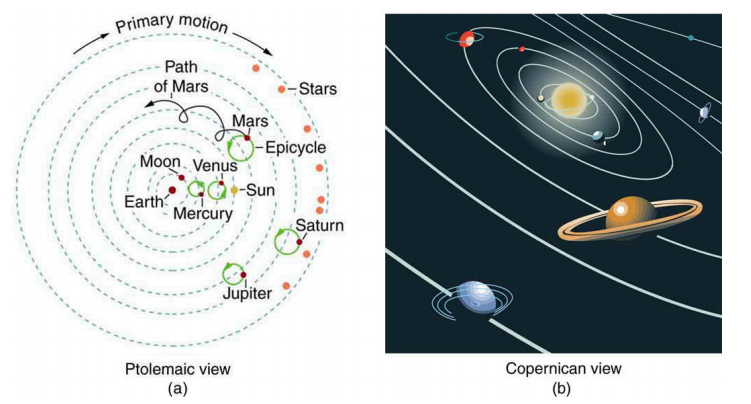 Primary motion
Path
of Mars
Stars
Mars
Epicycle
Moon
Venus
Sun
Earth
Mercury
Saturn
Jupiter
Ptolemaic view
(a)
Copernican view
(b)